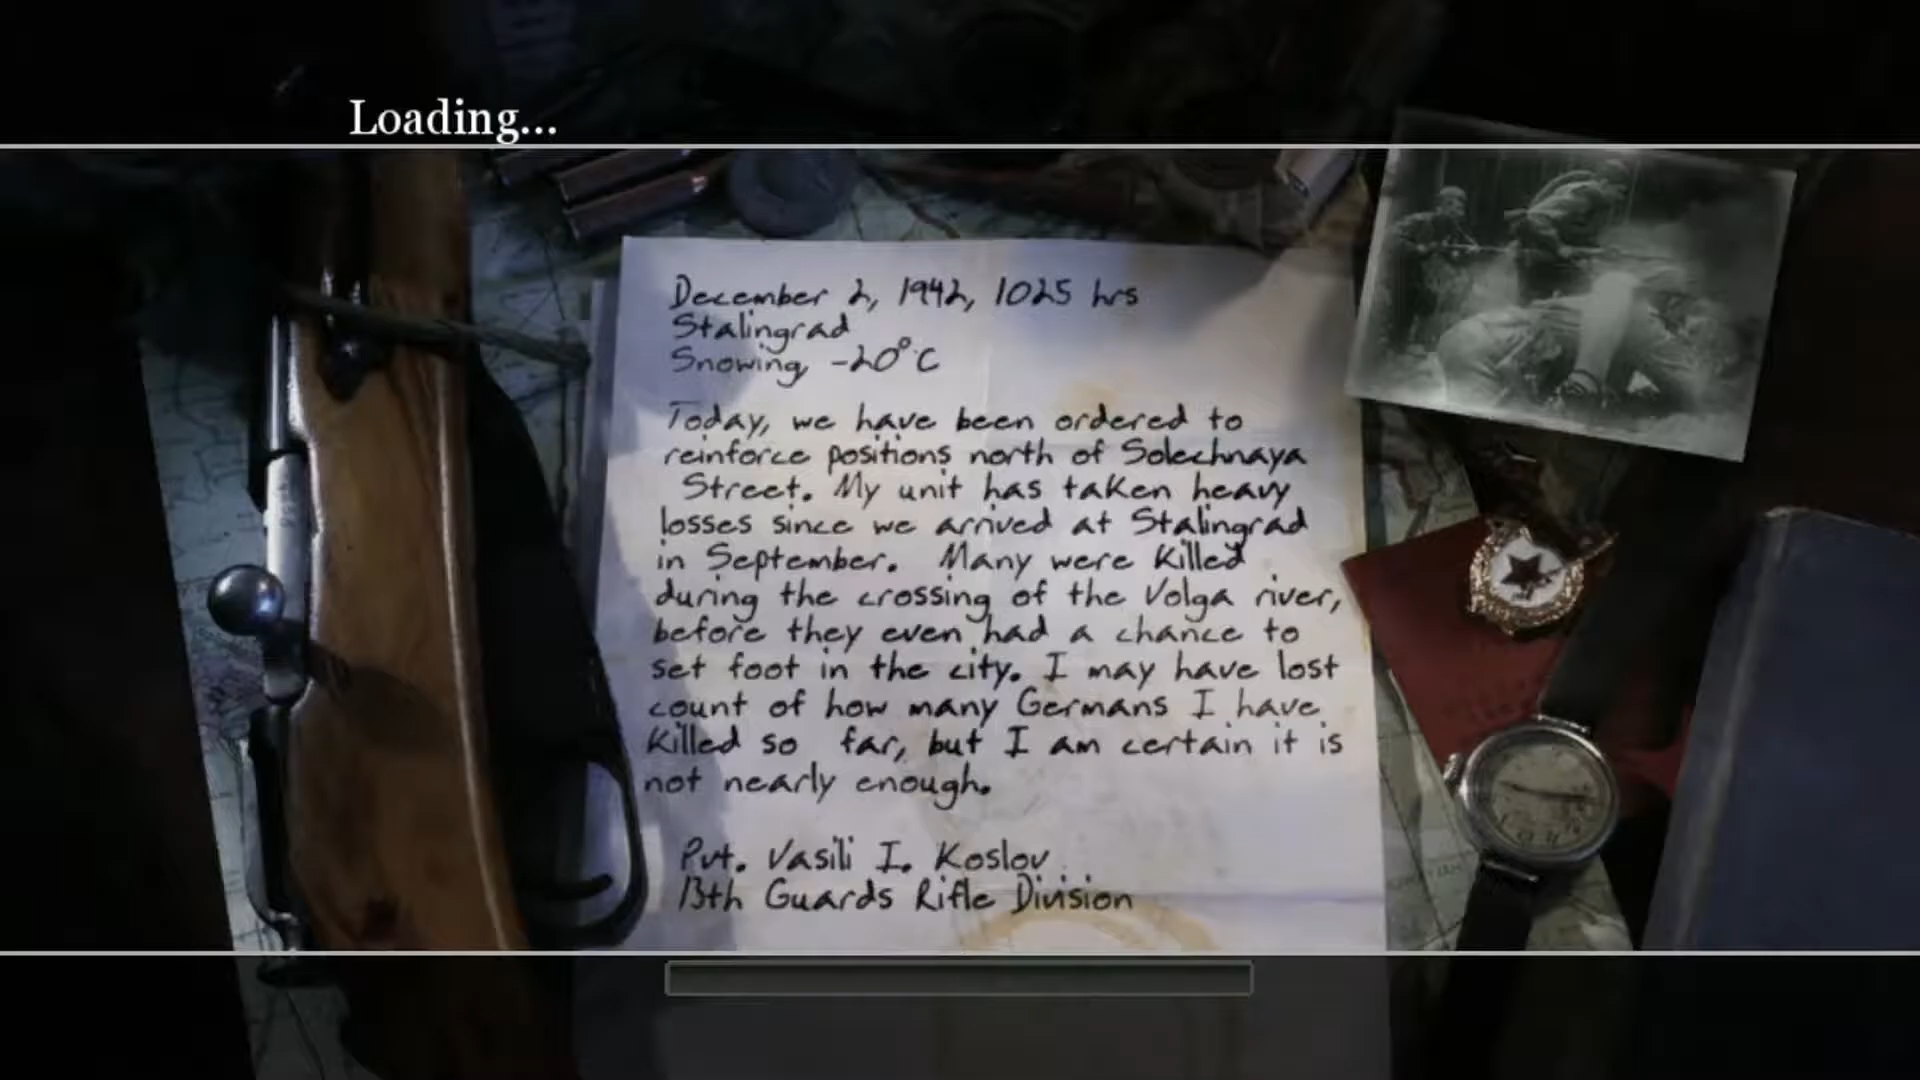 Loading...
December 2, 1942, 1025 hrs
Stalingrad
Snowing, -20°C
Today, we have been ordered to
reinforce positions north of Solechnaya
Street. My unit has taken heavy
losses since we arrived at Stalingrad
in September. Many were killed
during the crossing of the Volga river,
before they even had a chance to
set foot in the city. I may have lost
count of how many Germans I have
killed so far, but I am certain it is
not nearly enough.
Pvt. Vasili I. Koslov
13th Guards Rifle Division